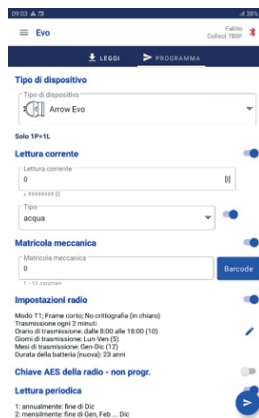 09:53
38%
Evo
Fallito
Collect 7B0F
LEGGI
PROGRAMMA
Tipo di dispositivo
Tipo di dispositivo
Arrow Evo
Solo 1P=1L
Lettura corrente
Lettura corrente
0
[l]
≥ 99999999 [l]
Tipo
acqua
Matricola meccanica
Matricola meccanica
0
Barcode
1 - 13 caratteri
Impostazioni radio
Modo T1; Frame corto; No crittografia (in chiaro)
Trasmissione ogni 2 minuti
Orario di trasmissione: dalle 8:00 alle 18:00 (10)
Giorni di trasmissione: Lun-Ven (5)
Mesi di trasmissione: Gen-Dic (12)
Durata della batteria (nuova): 23 anni
Chiave AES della radio - non progr.
Lettura periodica
1: annualmente: fine di Dic
2: mensilmente: fine di Gen, Feb ... Dic